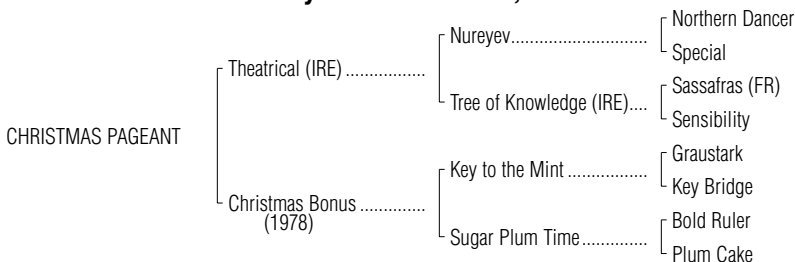 Northern Dancer
Nureyev..............................
Special
Theatrical (IRE) .................
Sassafras (FR)
Tree of Knowledge (IRE)....
Sensibility
CHRISTMAS PAGEANT
Graustark
Key to the Mint .................
Key Bridge
Christmas Bonus ..............
(1978)
Bold Ruler
Sugar Plum Time..............
Plum Cake